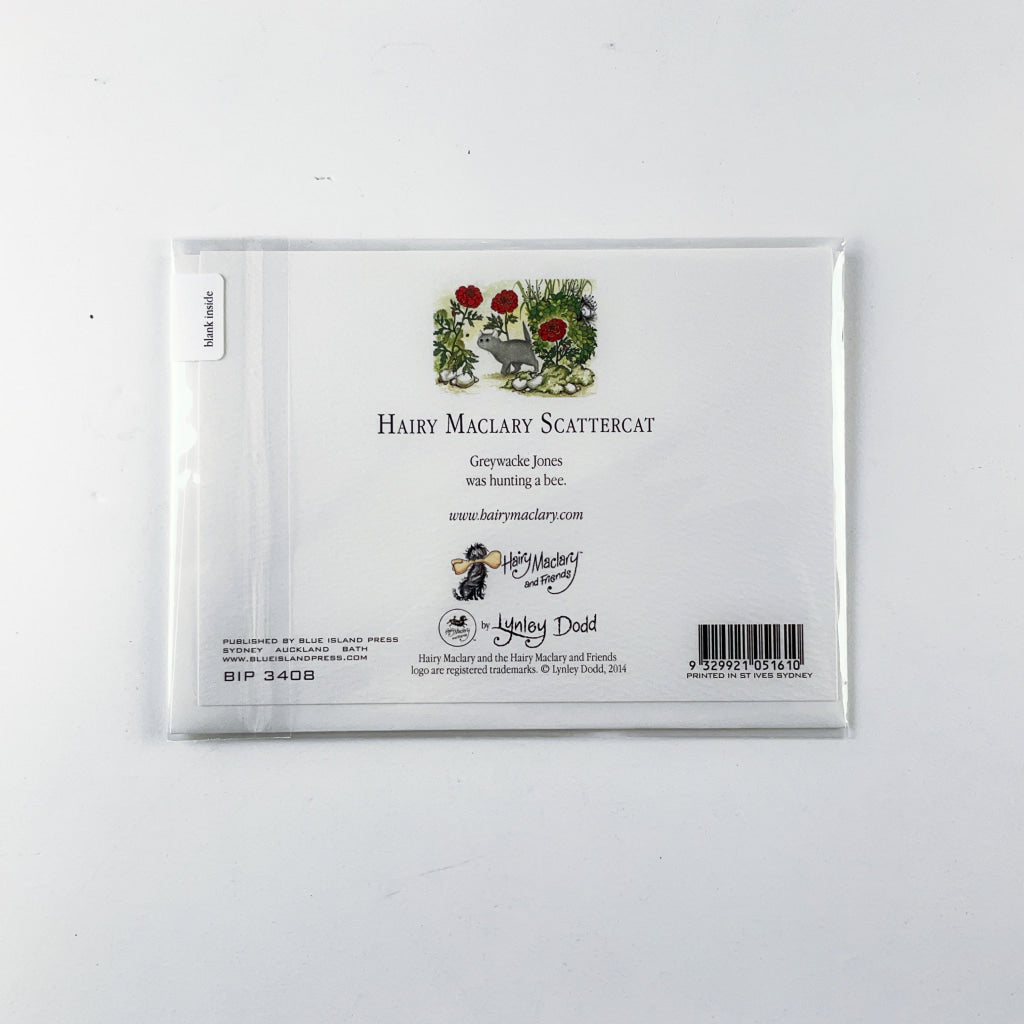 blank inside
HAIRY MACLARY SCATTERCAT
Greywacke Jones
was hunting a bee.
www.hairymaclary.com
Hairy Maclary™
and Friends
by Lynley Dodd
Hairy Maclary and the Hairy Maclary and Friends
logo are registered trademarks. © Lynley Dodd, 2014
PUBLISHED BY BLUE ISLAND PRESS
SYDNEY AUCKLAND BATH
WWW.BLUEISLANDPRESS.COM
BIP 3408
9 329921 051610
PRINTED IN ST IVES SYDNEY